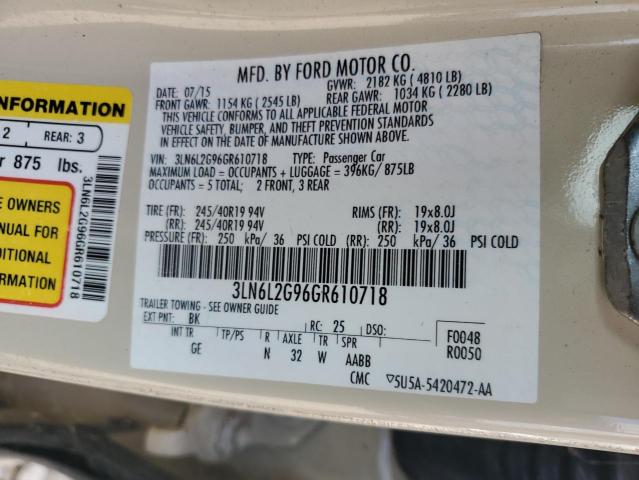 MFD. BY FORD MOTOR CO.
DATE: 07/15 GVWR: 2182 KG ( 4810 LB)
FRONT GAWR: 1154 KG ( 2545 LB) REAR GAWR: 1034 KG ( 2280 LB)
THIS VEHICLE CONFORMS TO ALL APPLICABLE FEDERAL MOTOR
VEHICLE SAFETY, BUMPER, AND THEFT PREVENTION STANDARDS
IN EFFECT ON THE DATE OF MANUFACTURE SHOWN ABOVE.
VIN: 3LN6L2G96GR610718 TYPE: Passenger Car
MAXIMUM LOAD = OCCUPANTS + LUGGAGE = 396KG/875LB
OCCUPANTS = 5 TOTAL; 2 FRONT, 3 REAR
TIRE (FR): 245/40R19 94V RIMS (FR): 19x8.0J
(RR): 245/40R19 94V (RR): 19x8.0J
PRESSURE (FR): 250 kPa/ 36 PSI COLD (RR): 250 kPa/ 36 PSI COLD
3LN6L2G96GR610718
TRAILER TOWING - SEE OWNER GUIDE
EXT PNT: BK RC: 25 DSO: F0048
INT TR TP/PS R AXLE TR SPR R0050
GE N 32 W AABB
CMC ▽5U5A-5420472-AA
INFORMATION
2 REAR: 3
r 875 lbs.
E OWNERS
NUAL FOR
DITIONAL
ORMATION
3LN6L2G96GR610718